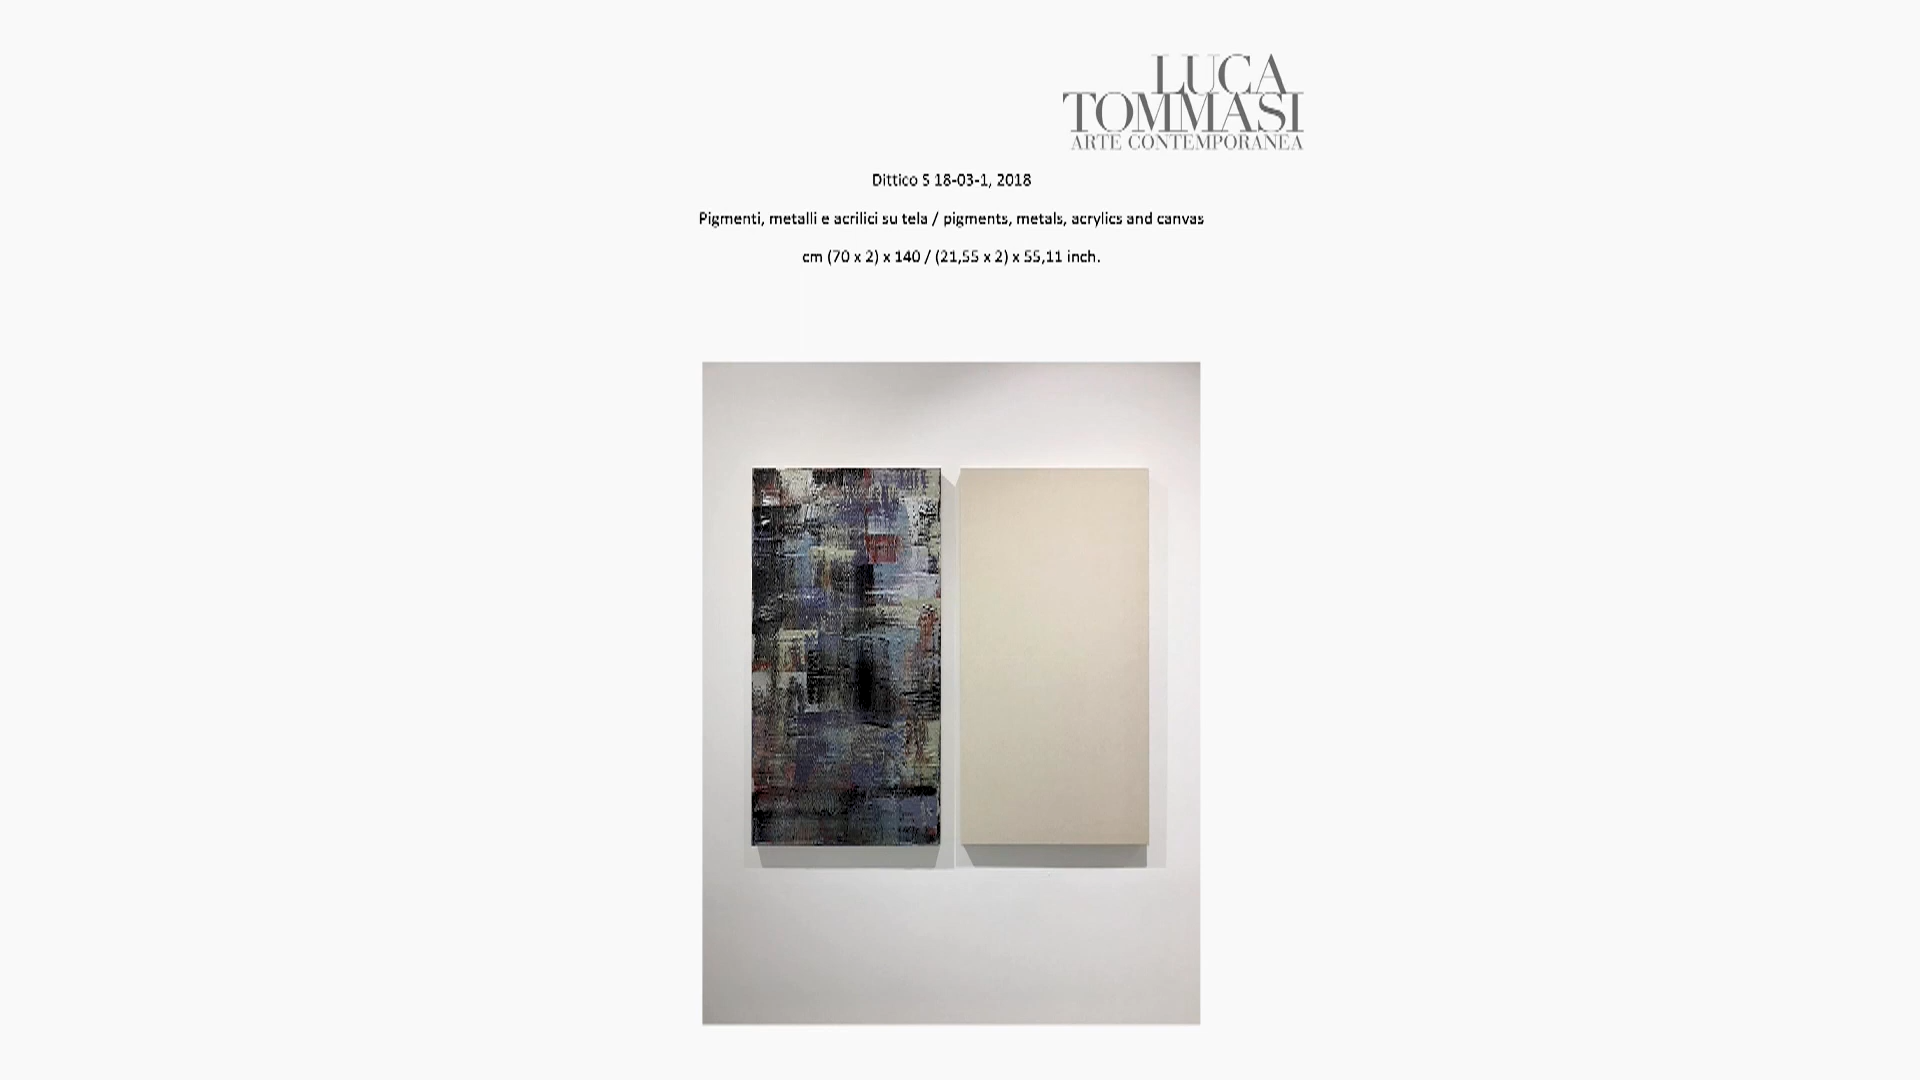 LUCA
TOMMASI
ARTE CONTEMPORANEA
Dittico S 18-03-1, 2018
Pigmenti, metalli e acrilici su tela / pigments, metals, acrylics and canvas
cm (70 x 2) x 140 / (21,55 x 2) x 55,11 inch.